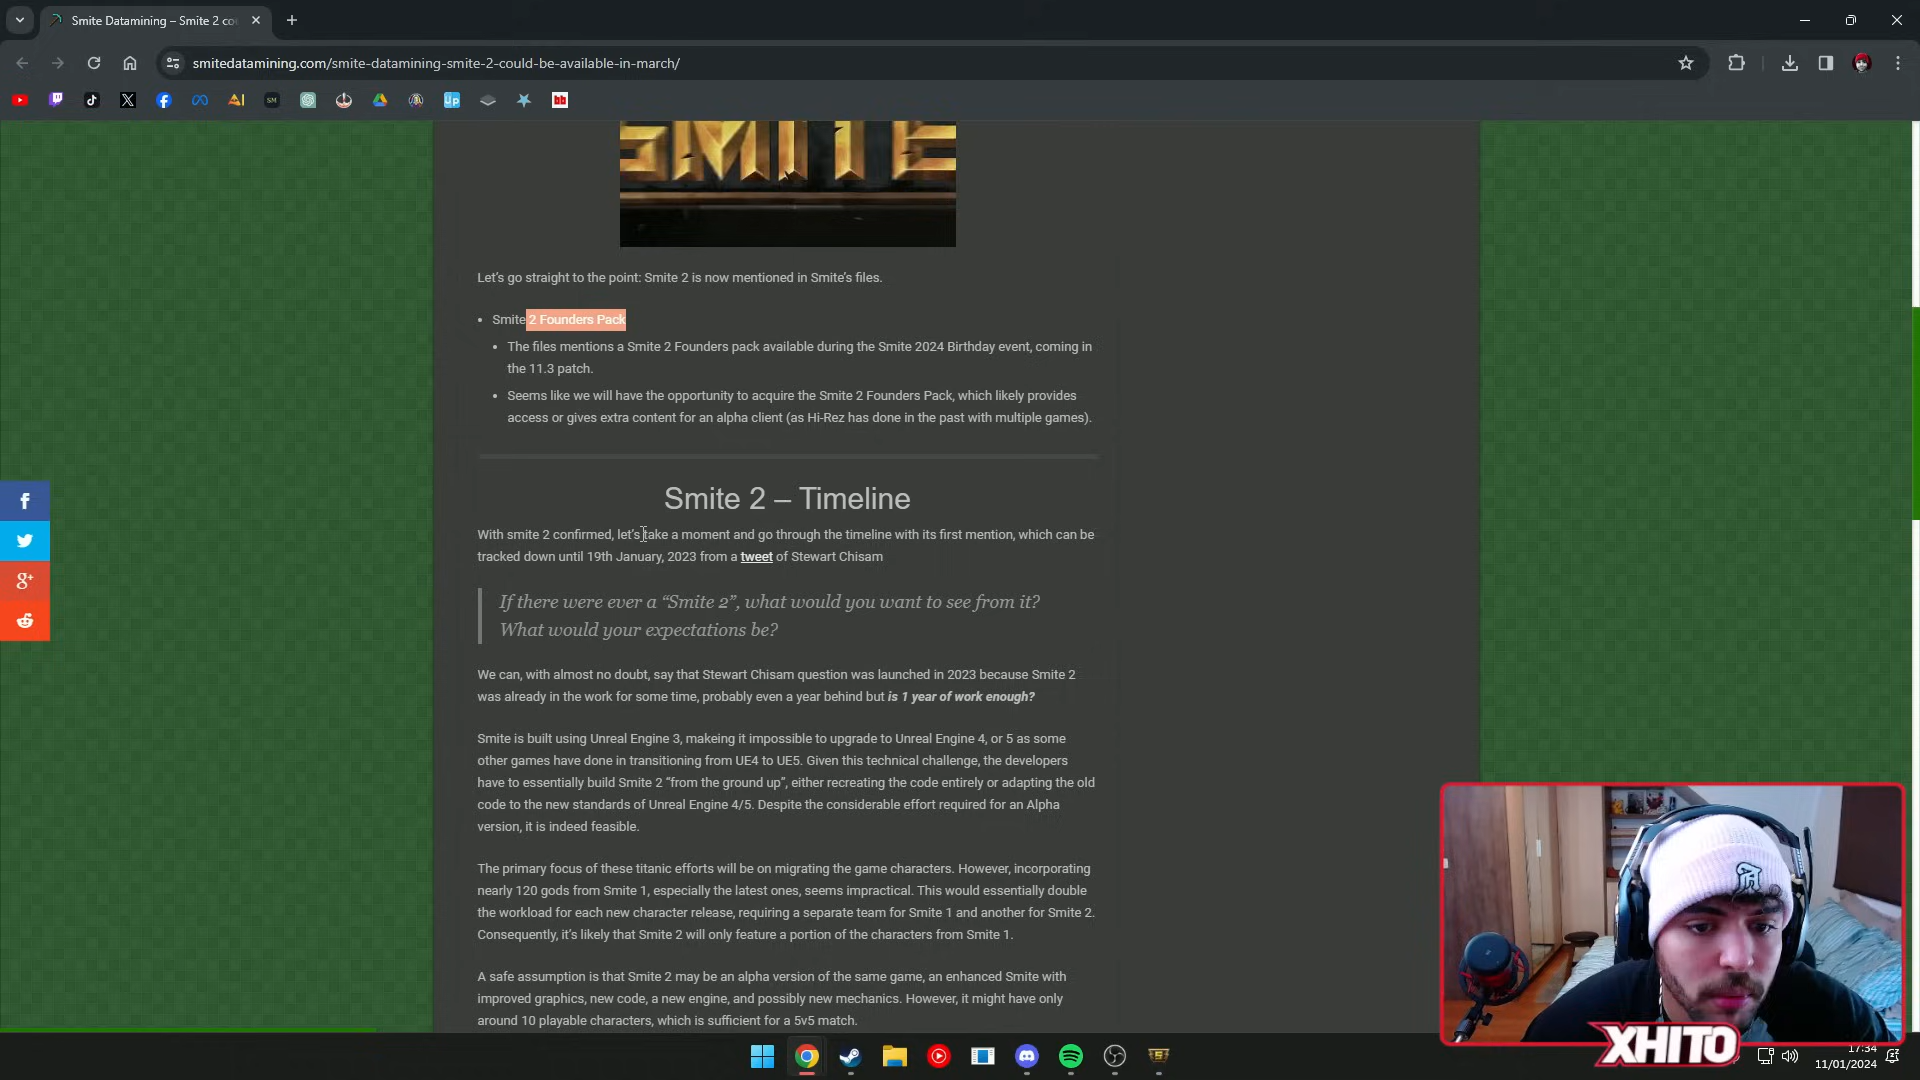 Smite Datamining – Smite 2 co
smitedatamining.com/smite-datamining-smite-2-could-be-available-in-march/
SMITE
Let's go straight to the point: Smite 2 is now mentioned in Smite's files.
• Smite 2 Founders Pack
• The files mentions a Smite 2 Founders pack available during the Smite 2024 Birthday event, coming in
the 11.3 patch.
• Seems like we will have the opportunity to acquire the Smite 2 Founders Pack, which likely provides
access or gives extra content for an alpha client (as Hi-Rez has done in the past with multiple games).
Smite 2 – Timeline
With smite 2 confirmed, let's take a moment and go through the timeline with its first mention, which can be
tracked down until 19th January, 2023 from a tweet of Stewart Chisam
If there were ever a “Smite 2”, what would you want to see from it?
What would your expectations be?
We can, with almost no doubt, say that Stewart Chisam question was launched in 2023 because Smite 2
was already in the work for some time, probably even a year behind but is 1 year of work enough?
Smite is built using Unreal Engine 3, makeing it impossible to upgrade to Unreal Engine 4, or 5 as some
other games have done in transitioning from UE4 to UE5. Given this technical challenge, the developers
have to essentially build Smite 2 “from the ground up”, either recreating the code entirely or adapting the old
code to the new standards of Unreal Engine 4/5. Despite the considerable effort required for an Alpha
version, it is indeed feasible.
The primary focus of these titanic efforts will be on migrating the game characters. However, incorporating
nearly 120 gods from Smite 1, especially the latest ones, seems impractical. This would essentially double
the workload for each new character release, requiring a separate team for Smite 1 and another for Smite 2.
Consequently, it's likely that Smite 2 will only feature a portion of the characters from Smite 1.
A safe assumption is that Smite 2 may be an alpha version of the same game, an enhanced Smite with
improved graphics, new code, a new engine, and possibly new mechanics. However, it might have only
around 10 playable characters, which is sufficient for a 5v5 match.
XHITO
17:34
11/01/2024